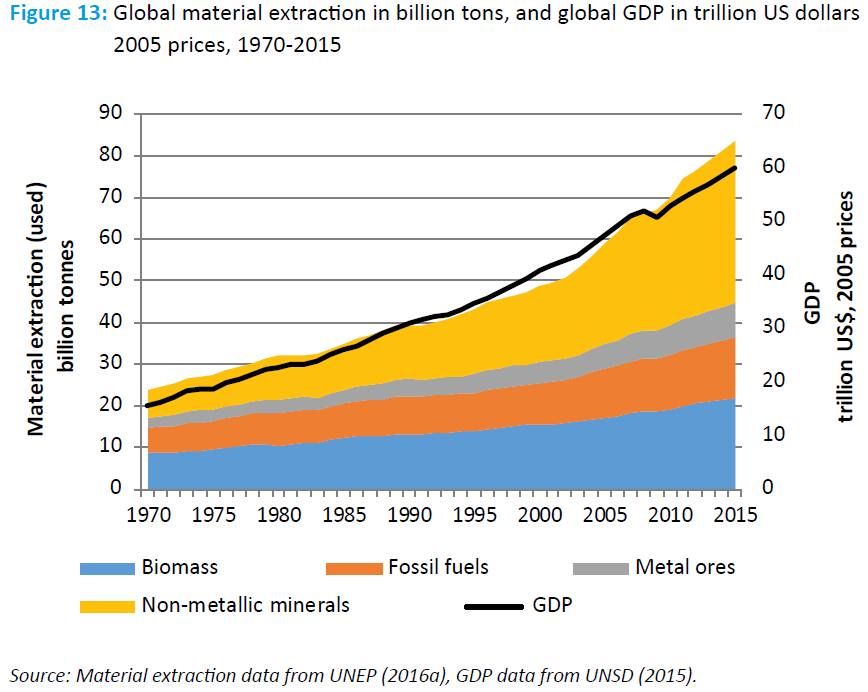 Figure 13: Global material extraction in billion tons, and global GDP in trillion US dollars
2005 prices, 1970-2015
Material extraction (used)
billion tonnes
90
80
70
60
50
40
30
20
10
0
70
60
50
40
30
20
10
0
GDP
trillion US$, 2005 prices
1970 1975 1980 1985 1990 1995 2000 2005 2010 2015
Biomass Fossil fuels Metal ores
Non-metallic minerals GDP
Source: Material extraction data from UNEP (2016a), GDP data from UNSD (2015).